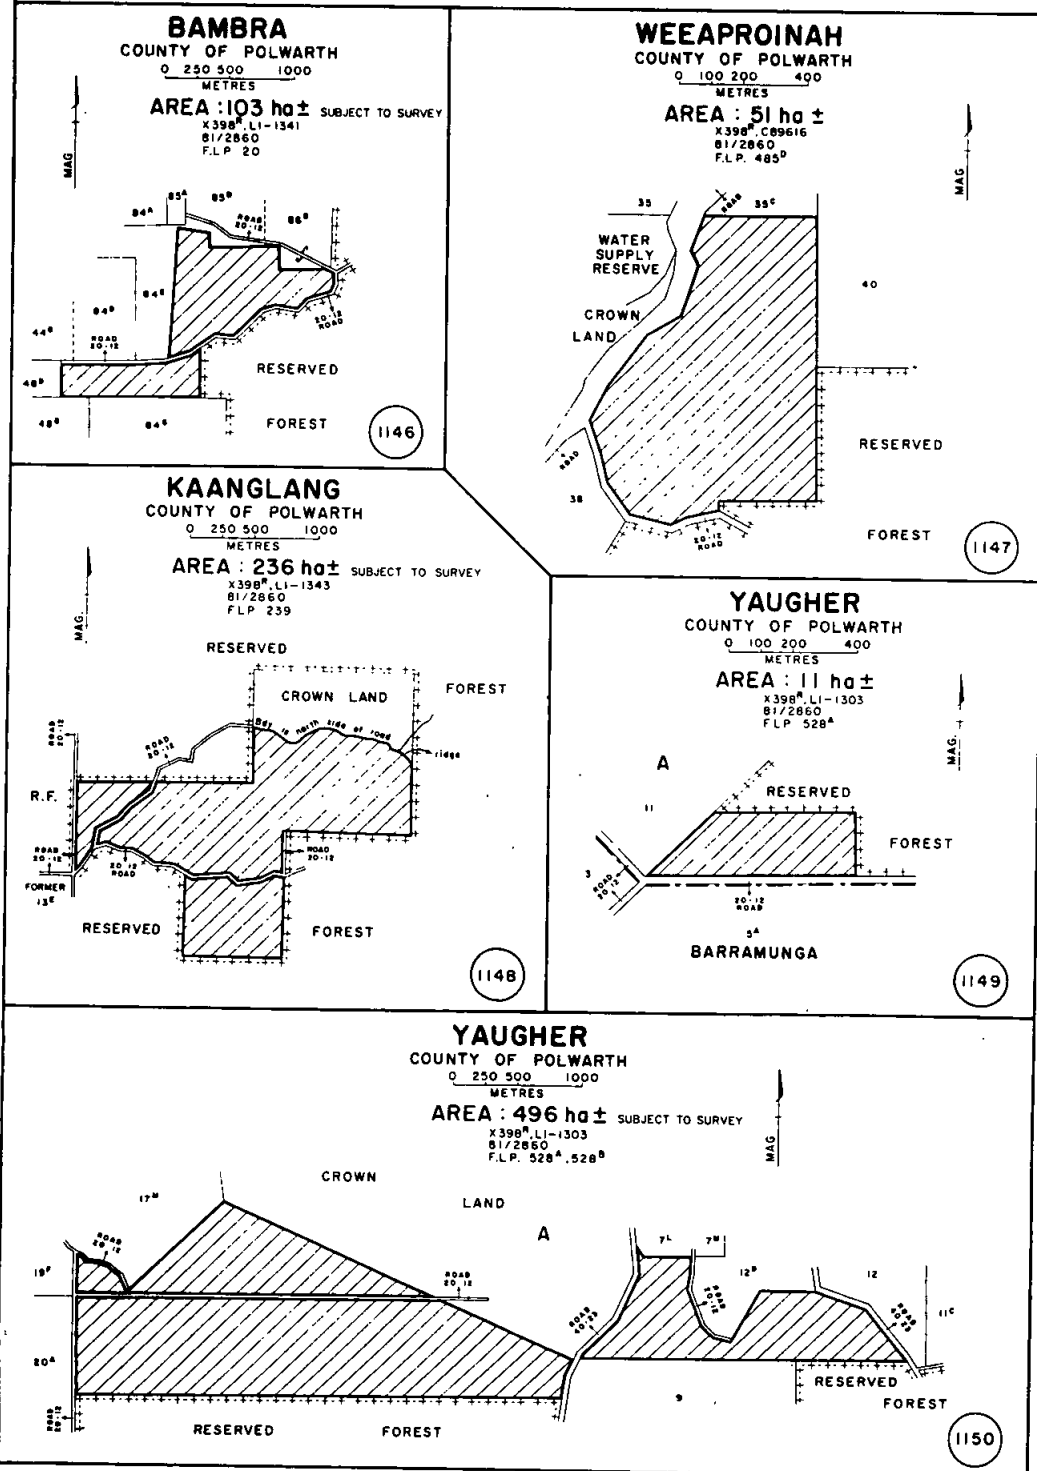 BAMBRA
COUNTY OF POLWARTH
0 250 500 1000
METRES
AREA : 103 ha ± SUBJECT TO SURVEY
X398ᴿ, L1-1341
81/2860
F.L.P 20
MAG
84ᴬ
85ᴬ
85ᴰ
86ᴮ
ROAD
20·12
84ᴱ
84ᴰ
44ᴮ
ROAD
20·12
20·12
ROAD
RESERVED
FOREST
48ᴰ
48ᴮ
84ᴳ
1146
WEEAPROINAH
COUNTY OF POLWARTH
0 100 200 400
METRES
AREA : 51 ha ±
X398ᴿ, C89616
81/2860
F.L.P. 485ᴰ
MAG
35
ROAD
35ᶜ
WATER
SUPPLY
RESERVE
CROWN
LAND
40
ROAD
38
20·12
ROAD
RESERVED
FOREST
1147
KAANGLANG
COUNTY OF POLWARTH
0 250 500 1000
METRES
AREA : 236 ha ± SUBJECT TO SURVEY
X398ᴿ, L1-1343
81/2860
FLP 239
MAG.
RESERVED
FOREST
CROWN LAND
Bdy is north side of road
ridge
ROAD
20·12
ROAD
20·12
R.F.
ROAD
20·12
20·12
ROAD
ROAD
20·12
FORMER
13ᴱ
RESERVED
FOREST
1148
YAUGHER
COUNTY OF POLWARTH
0 100 200 400
METRES
AREA : 11 ha ±
X398ᴿ, L1-1303
81/2860
FLP 528ᴬ
MAG.
A
11
RESERVED
FOREST
3
ROAD
20·12
20·12
ROAD
5ᴬ
BARRAMUNGA
1149
YAUGHER
COUNTY OF POLWARTH
0 250 500 1000
METRES
AREA : 496 ha ± SUBJECT TO SURVEY
X398ᴿ, L1-1303
81/2860
F.L.P. 528ᴬ, 528ᴮ
MAG
CROWN
LAND
17ᴹ
A
ROAD
20·12
19ᶠ
ROAD
20·12
7ᴸ
7ᴹ
12ᴰ
12
ROAD
20·12
ROAD
40·23
ROAD
40·23
11ᶜ
20ᴬ
ROAD
20·12
RESERVED
FOREST
9
RESERVED
FOREST
1150